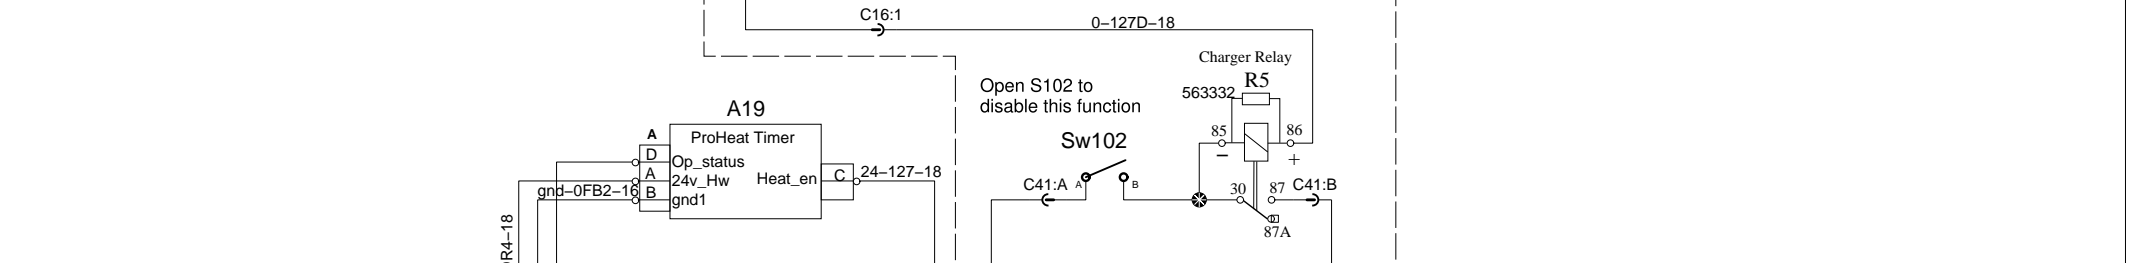 C16:1
0-127D-18
Charger Relay
R5
563332
Open S102 to
disable this function
A19
A
ProHeat Timer
Sw102
85
86
−
+
D
Op_status
A
24v_Hw
Heat_en
C
24-127-18
gnd-0FB2-16
B
gnd1
C41:A
A
B
30
87
C41:B
87A
R4-18